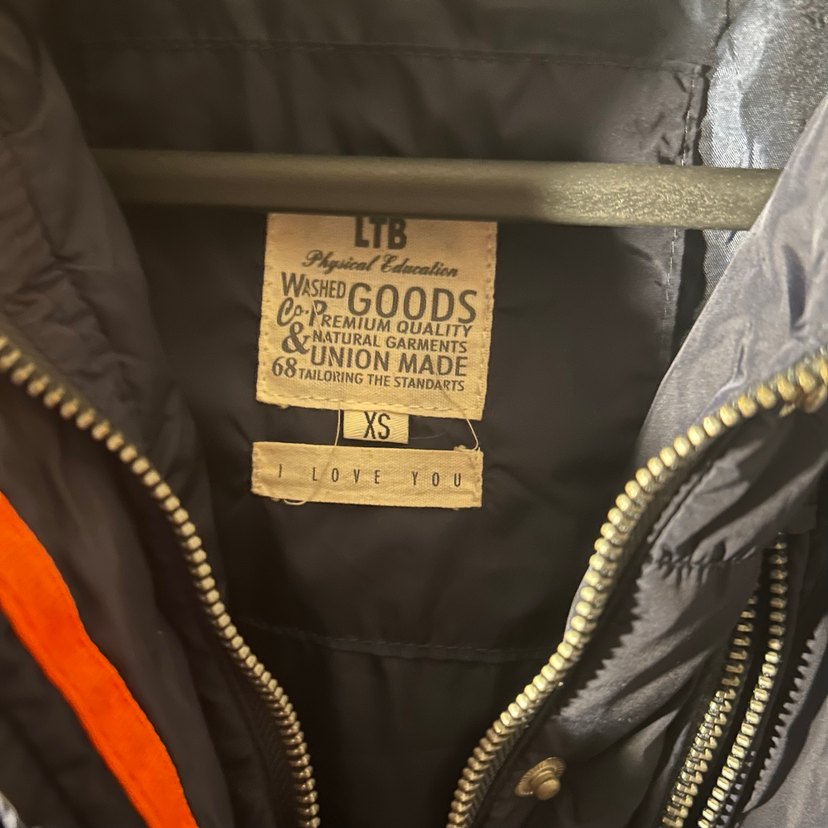 LTB
Physical Education
WASHED GOODS
Co. PREMIUM QUALITY
& NATURAL GARMENTS
UNION MADE
68 TAILORING THE STANDARTS
XS
I LOVE YOU